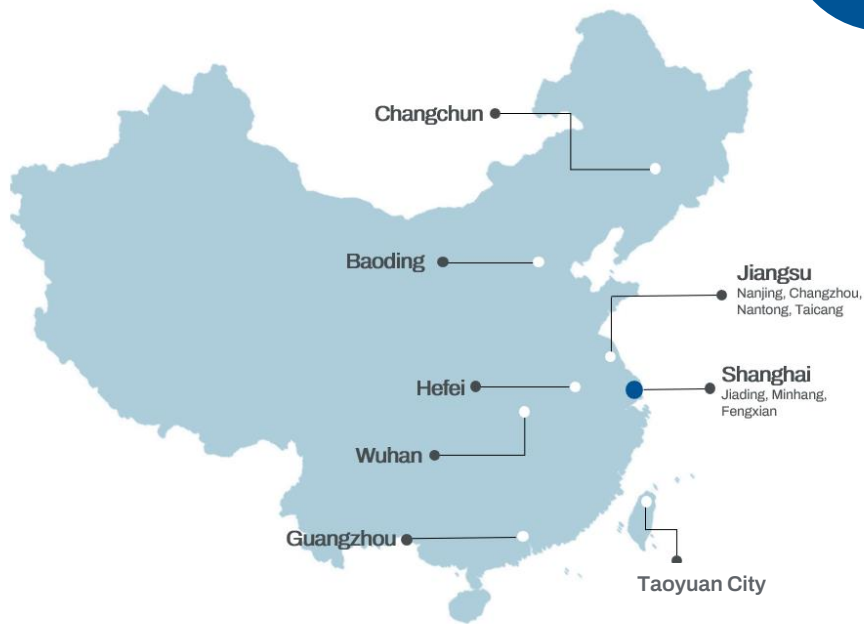 Changchun
Baoding
Jiangsu
Nanjing, Changzhou,
Nantong, Taicang
Shanghai
Jiading, Minhang,
Fengxian
Hefei
Wuhan
Guangzhou
Taoyuan City